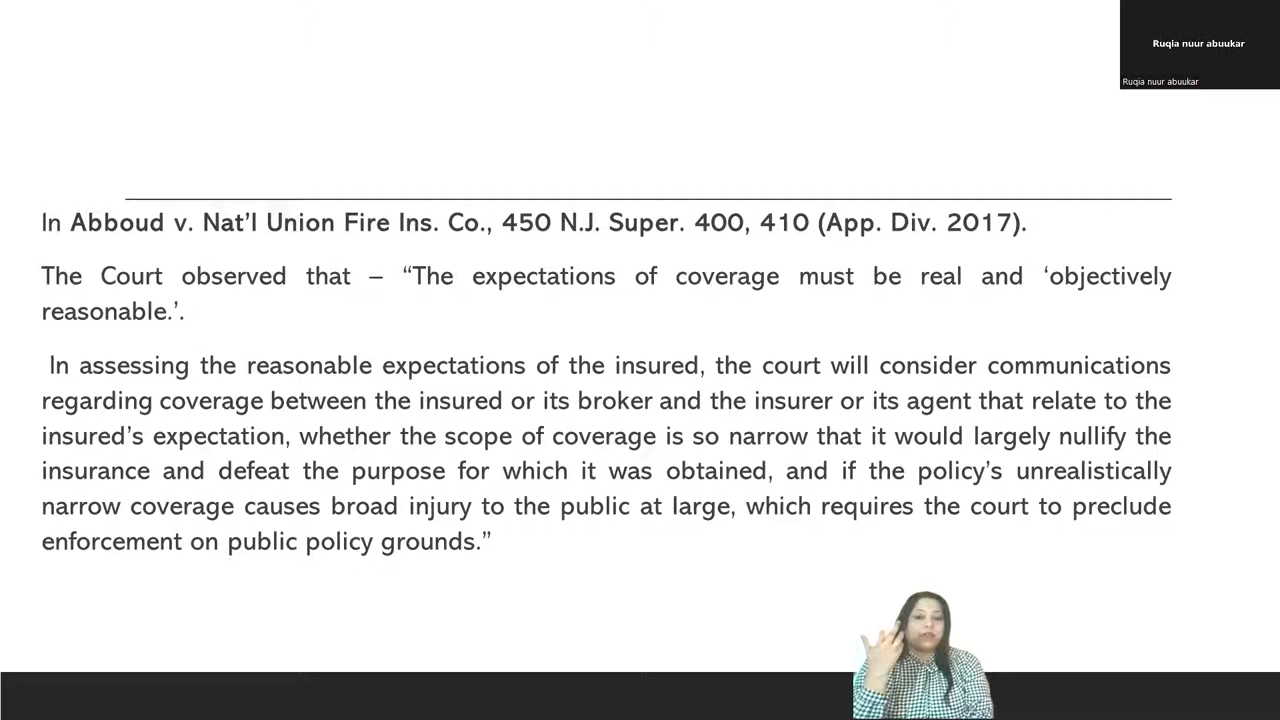 Ruqia nuur abuukar
Ruqia nuur abuukar
In Abboud v. Nat’l Union Fire Ins. Co., 450 N.J. Super. 400, 410 (App. Div. 2017).
The Court observed that – “The expectations of coverage must be real and ‘objectively
reasonable.’.
In assessing the reasonable expectations of the insured, the court will consider communications
regarding coverage between the insured or its broker and the insurer or its agent that relate to the
insured’s expectation, whether the scope of coverage is so narrow that it would largely nullify the
insurance and defeat the purpose for which it was obtained, and if the policy’s unrealistically
narrow coverage causes broad injury to the public at large, which requires the court to preclude
enforcement on public policy grounds.”